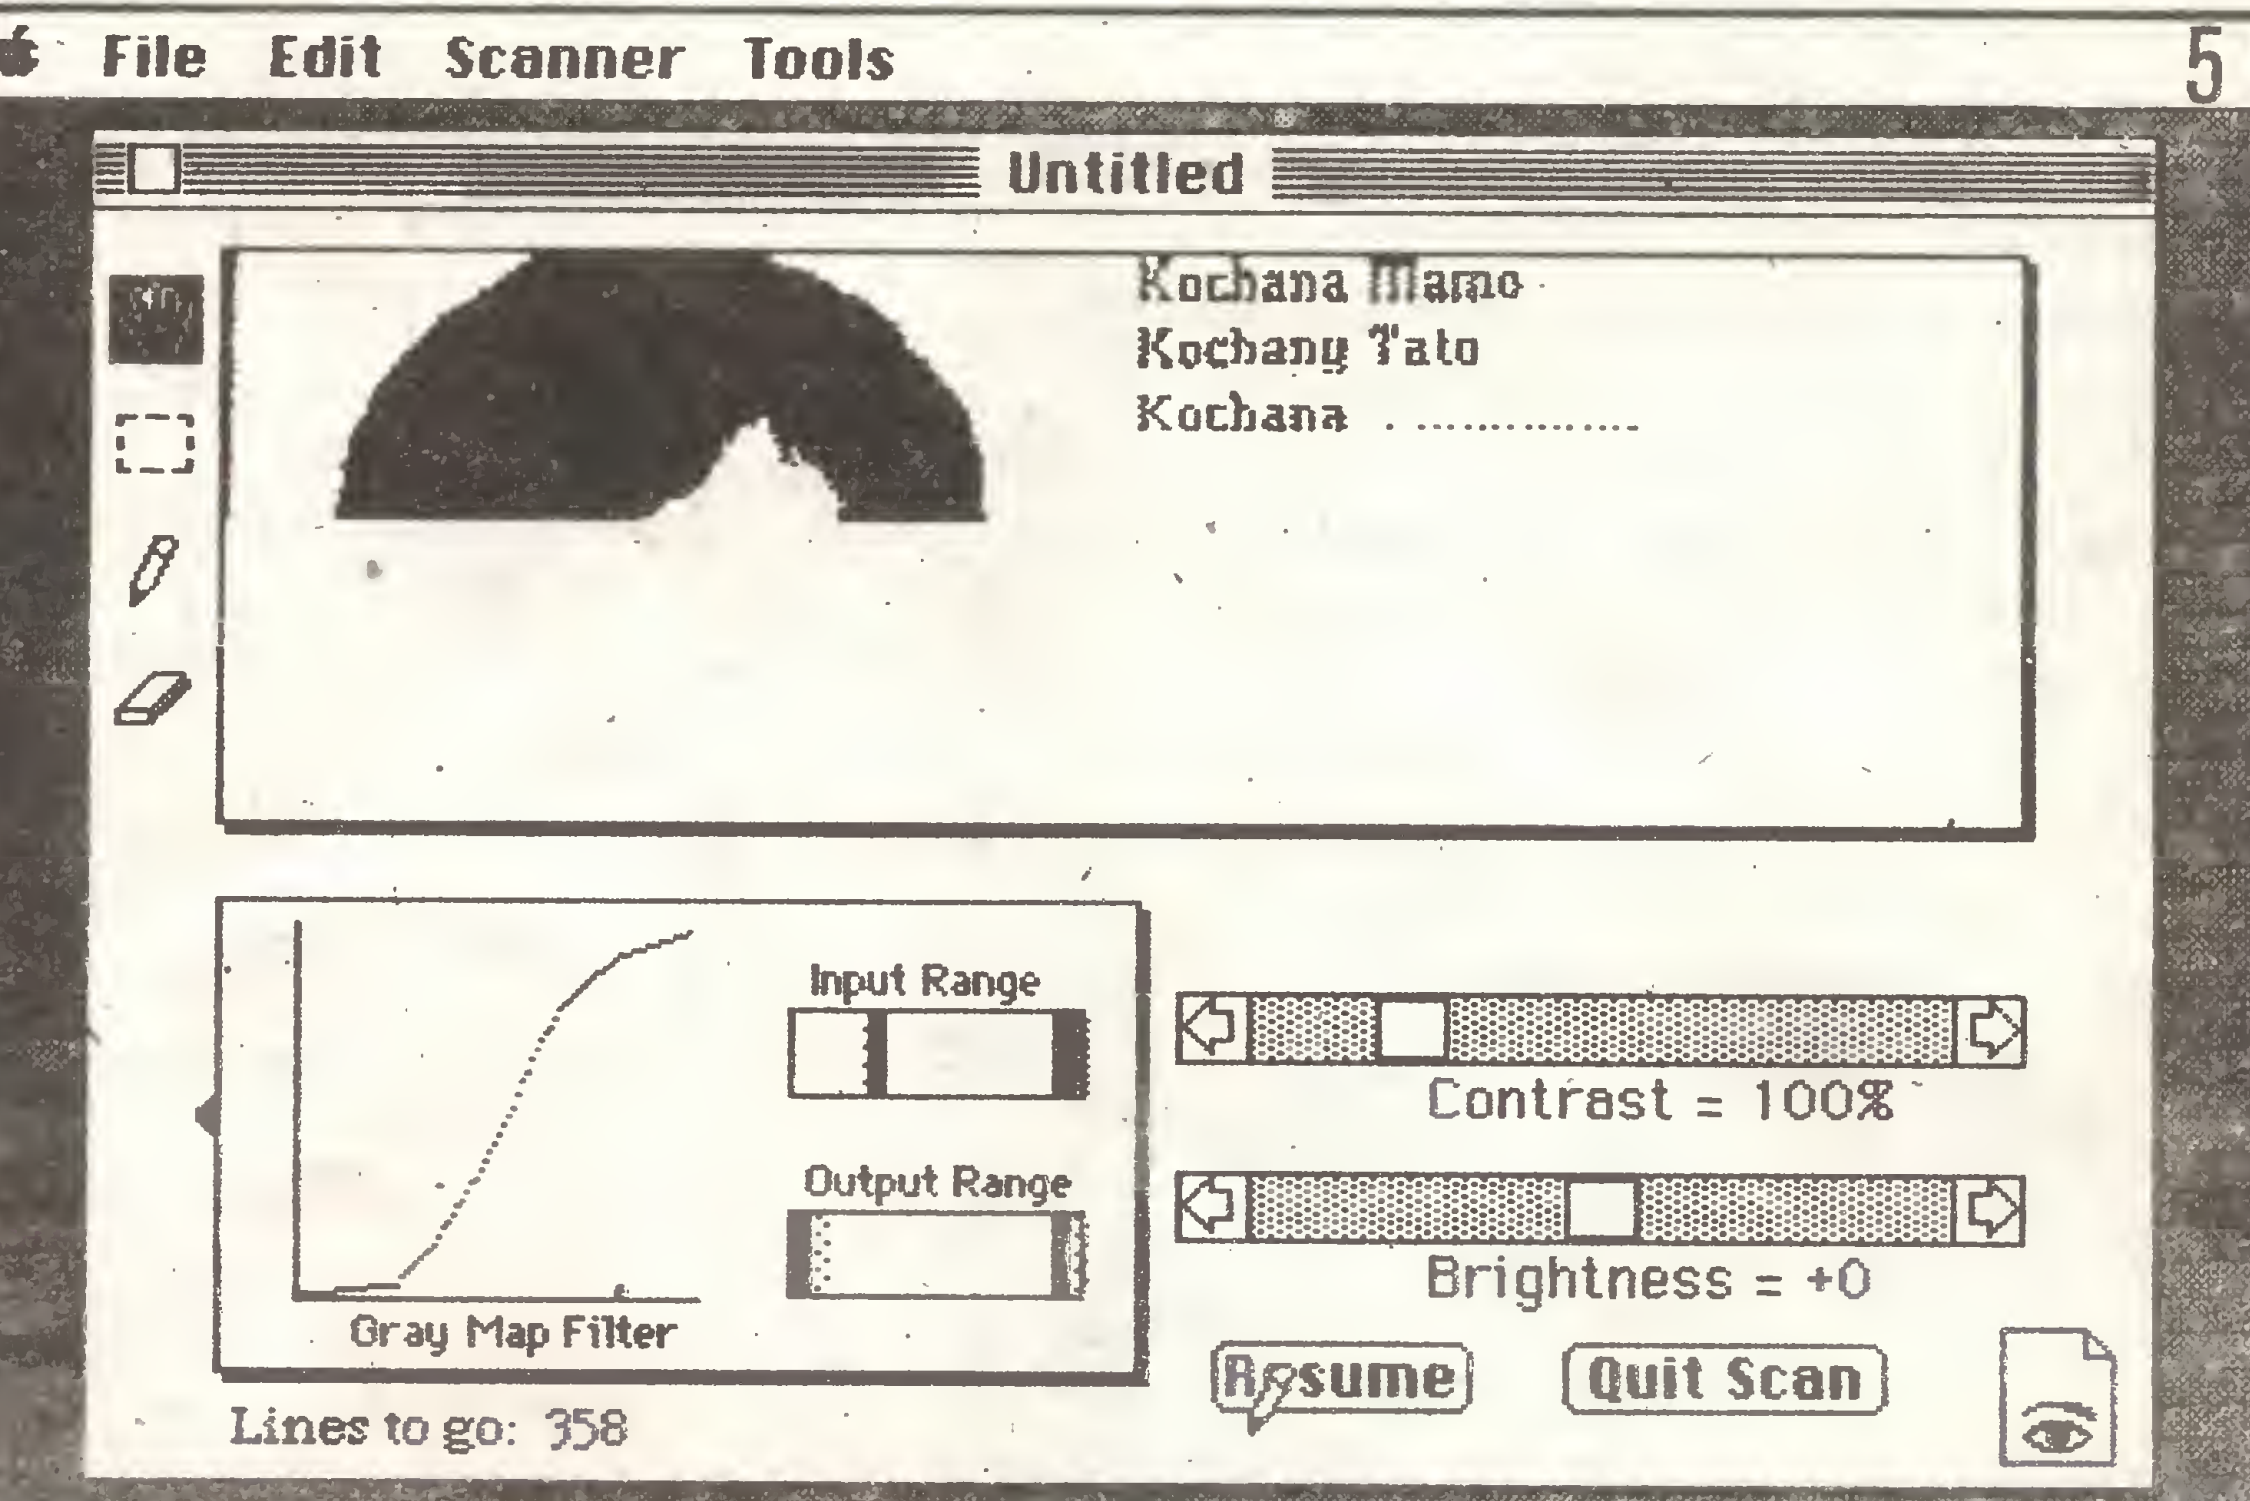 File Edit Scanner Tools
5
Untitled
Kochana Mamo
Kochany Tato
Kochana . ...............
Input Range
Output Range
Gray Map Filter
Contrast = 100%
Brightness = +0
Resume
Quit Scan
Lines to go: 358